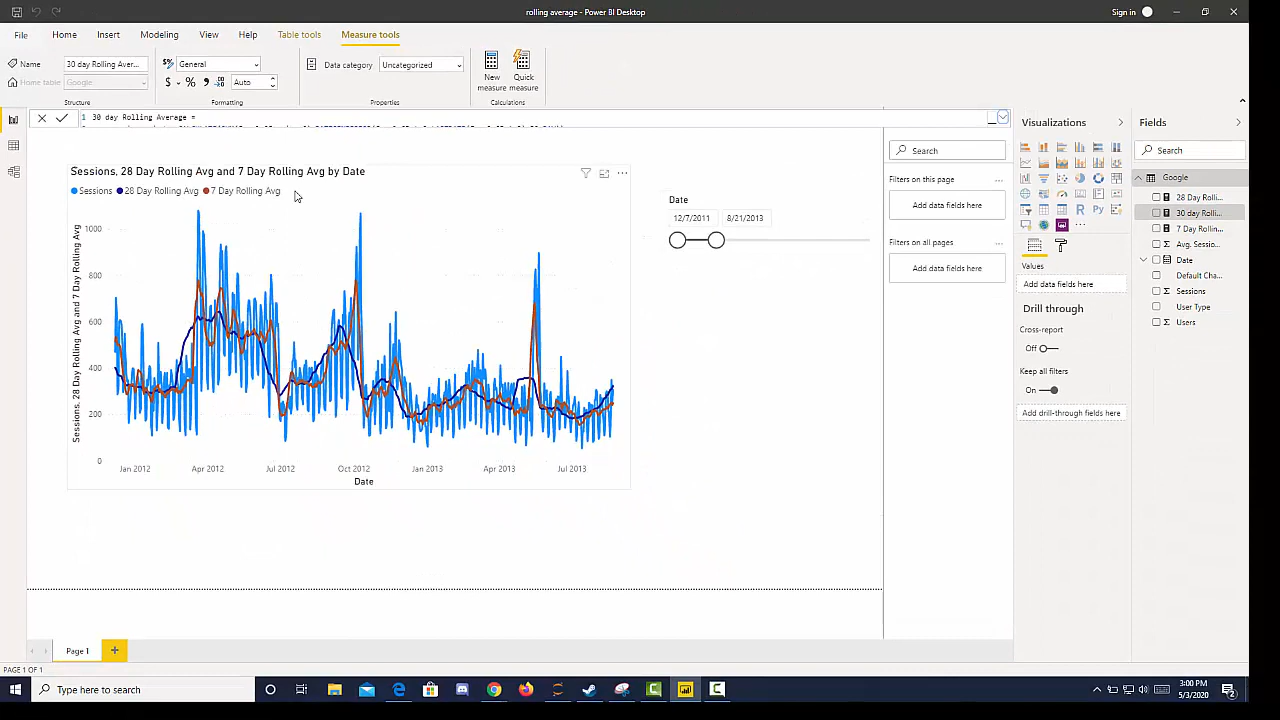 rolling average - Power BI Desktop
Sign in
File Home Insert Modeling View Help Table tools Measure tools
Name 30 day Rolling Aver...
Home table Google
Structure
$% General
$ % 9 Auto
Formatting
Data category Uncategorized
Properties
New measure
Quick measure
Calculations
1 30 day Rolling Average =
Sessions, 28 Day Rolling Avg and 7 Day Rolling Avg by Date
Sessions 28 Day Rolling Avg 7 Day Rolling Avg
Sessions, 28 Day Rolling Avg and 7 Day Rolling Avg
1000
800
600
400
200
0
Jan 2012 Apr 2012 Jul 2012 Oct 2012 Jan 2013 Apr 2013 Jul 2013
Date
Date
12/7/2011 8/21/2013
Search
Filters on this page
Add data fields here
Filters on all pages
Add data fields here
Visualizations
R Py
Values
Add data fields here
Drill through
Cross-report
Off
Keep all filters
On
Add drill-through fields here
Fields
Search
Google
28 Day Rolli...
30 day Rolli...
7 Day Rollin...
Avg. Sessio...
Date
Default Cha...
Sessions
User Type
Users
Page 1
PAGE 1 OF 1
Type here to search
3:00 PM
5/3/2020
2